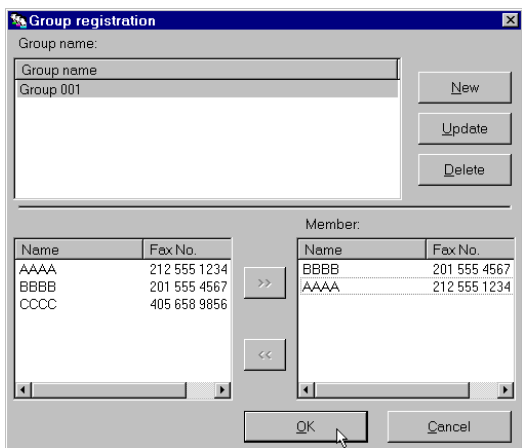 Group registration
Group name:
Group name
Group 001
New
Update
Delete
Member:
Name Fax No.
AAAA 212 555 1234
BBBB 201 555 4567
CCCC 405 658 9856
>>
<<
Name Fax No.
BBBB 201 555 4567
AAAA 212 555 1234
OK
Cancel